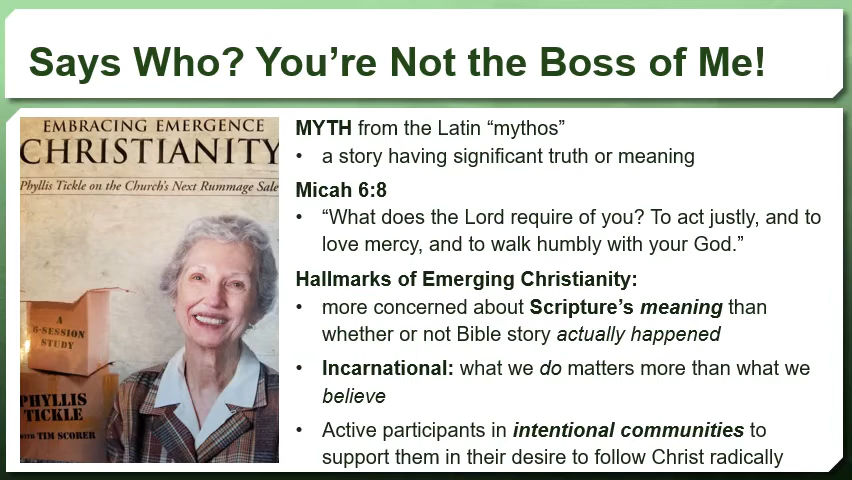 Says Who? You’re Not the Boss of Me!
EMBRACING EMERGENCE
CHRISTIANITY
Phyllis Tickle on the Church's Next Rummage Sale
A
6-SESSION
STUDY
PHYLLIS
TICKLE
WITH TIM SCORER
MYTH from the Latin “mythos”
• a story having significant truth or meaning
Micah 6:8
• “What does the Lord require of you? To act justly, and to
love mercy, and to walk humbly with your God.”
Hallmarks of Emerging Christianity:
• more concerned about Scripture’s meaning than
whether or not Bible story actually happened
• Incarnational: what we do matters more than what we
believe
• Active participants in intentional communities to
support them in their desire to follow Christ radically